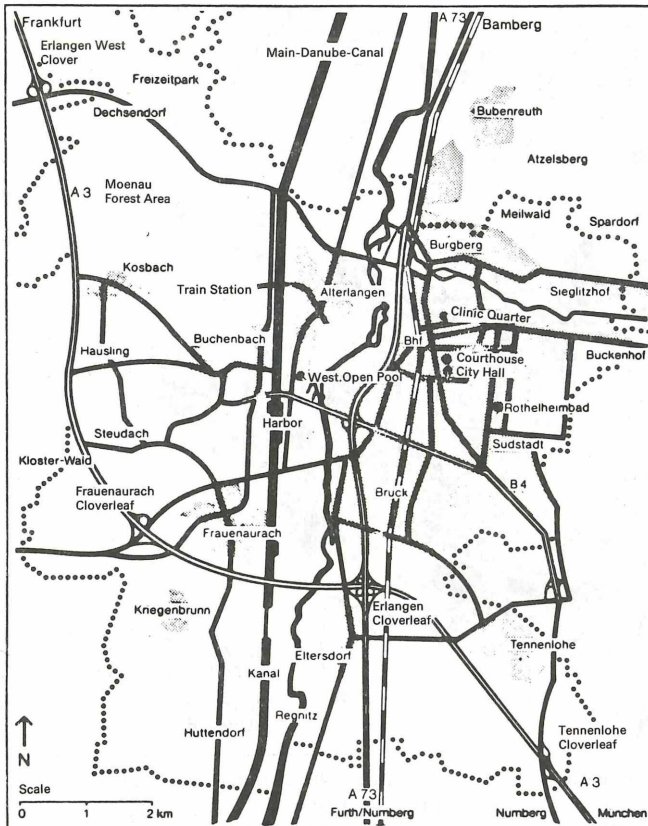 Frankfurt
Erlangen West
Clover
Freizeitpark
Dechsendorf
Main-Danube-Canal
A 73
Bamberg
Bubenreuth
Atzelsberg
Meilwald
Spardorf
A 3
Moenau
Forest Area
Burgberg
Kosbach
Train Station
Alterlangen
Sieglitzhof
Clinic Quarter
Buchenbach
Bhf
Buckenhof
Hausling
Courthouse
City Hall
West.Open Pool
Rothelheimbad
Harbor
Steudach
Sudstadt
Kloster-Wald
B 4
Frauenaurach
Cloverleaf
Bruck
Frauenaurach
Kriegenbrunn
Erlangen
Cloverleaf
Eltersdorf
Tennenlohe
Kanal
Regnitz
Huttendorf
Tennenlohe
Cloverleaf
N
Scale
0 1 2 km
A 73
Furth/Nurnberg
A 3
Nurnberg
Munchen